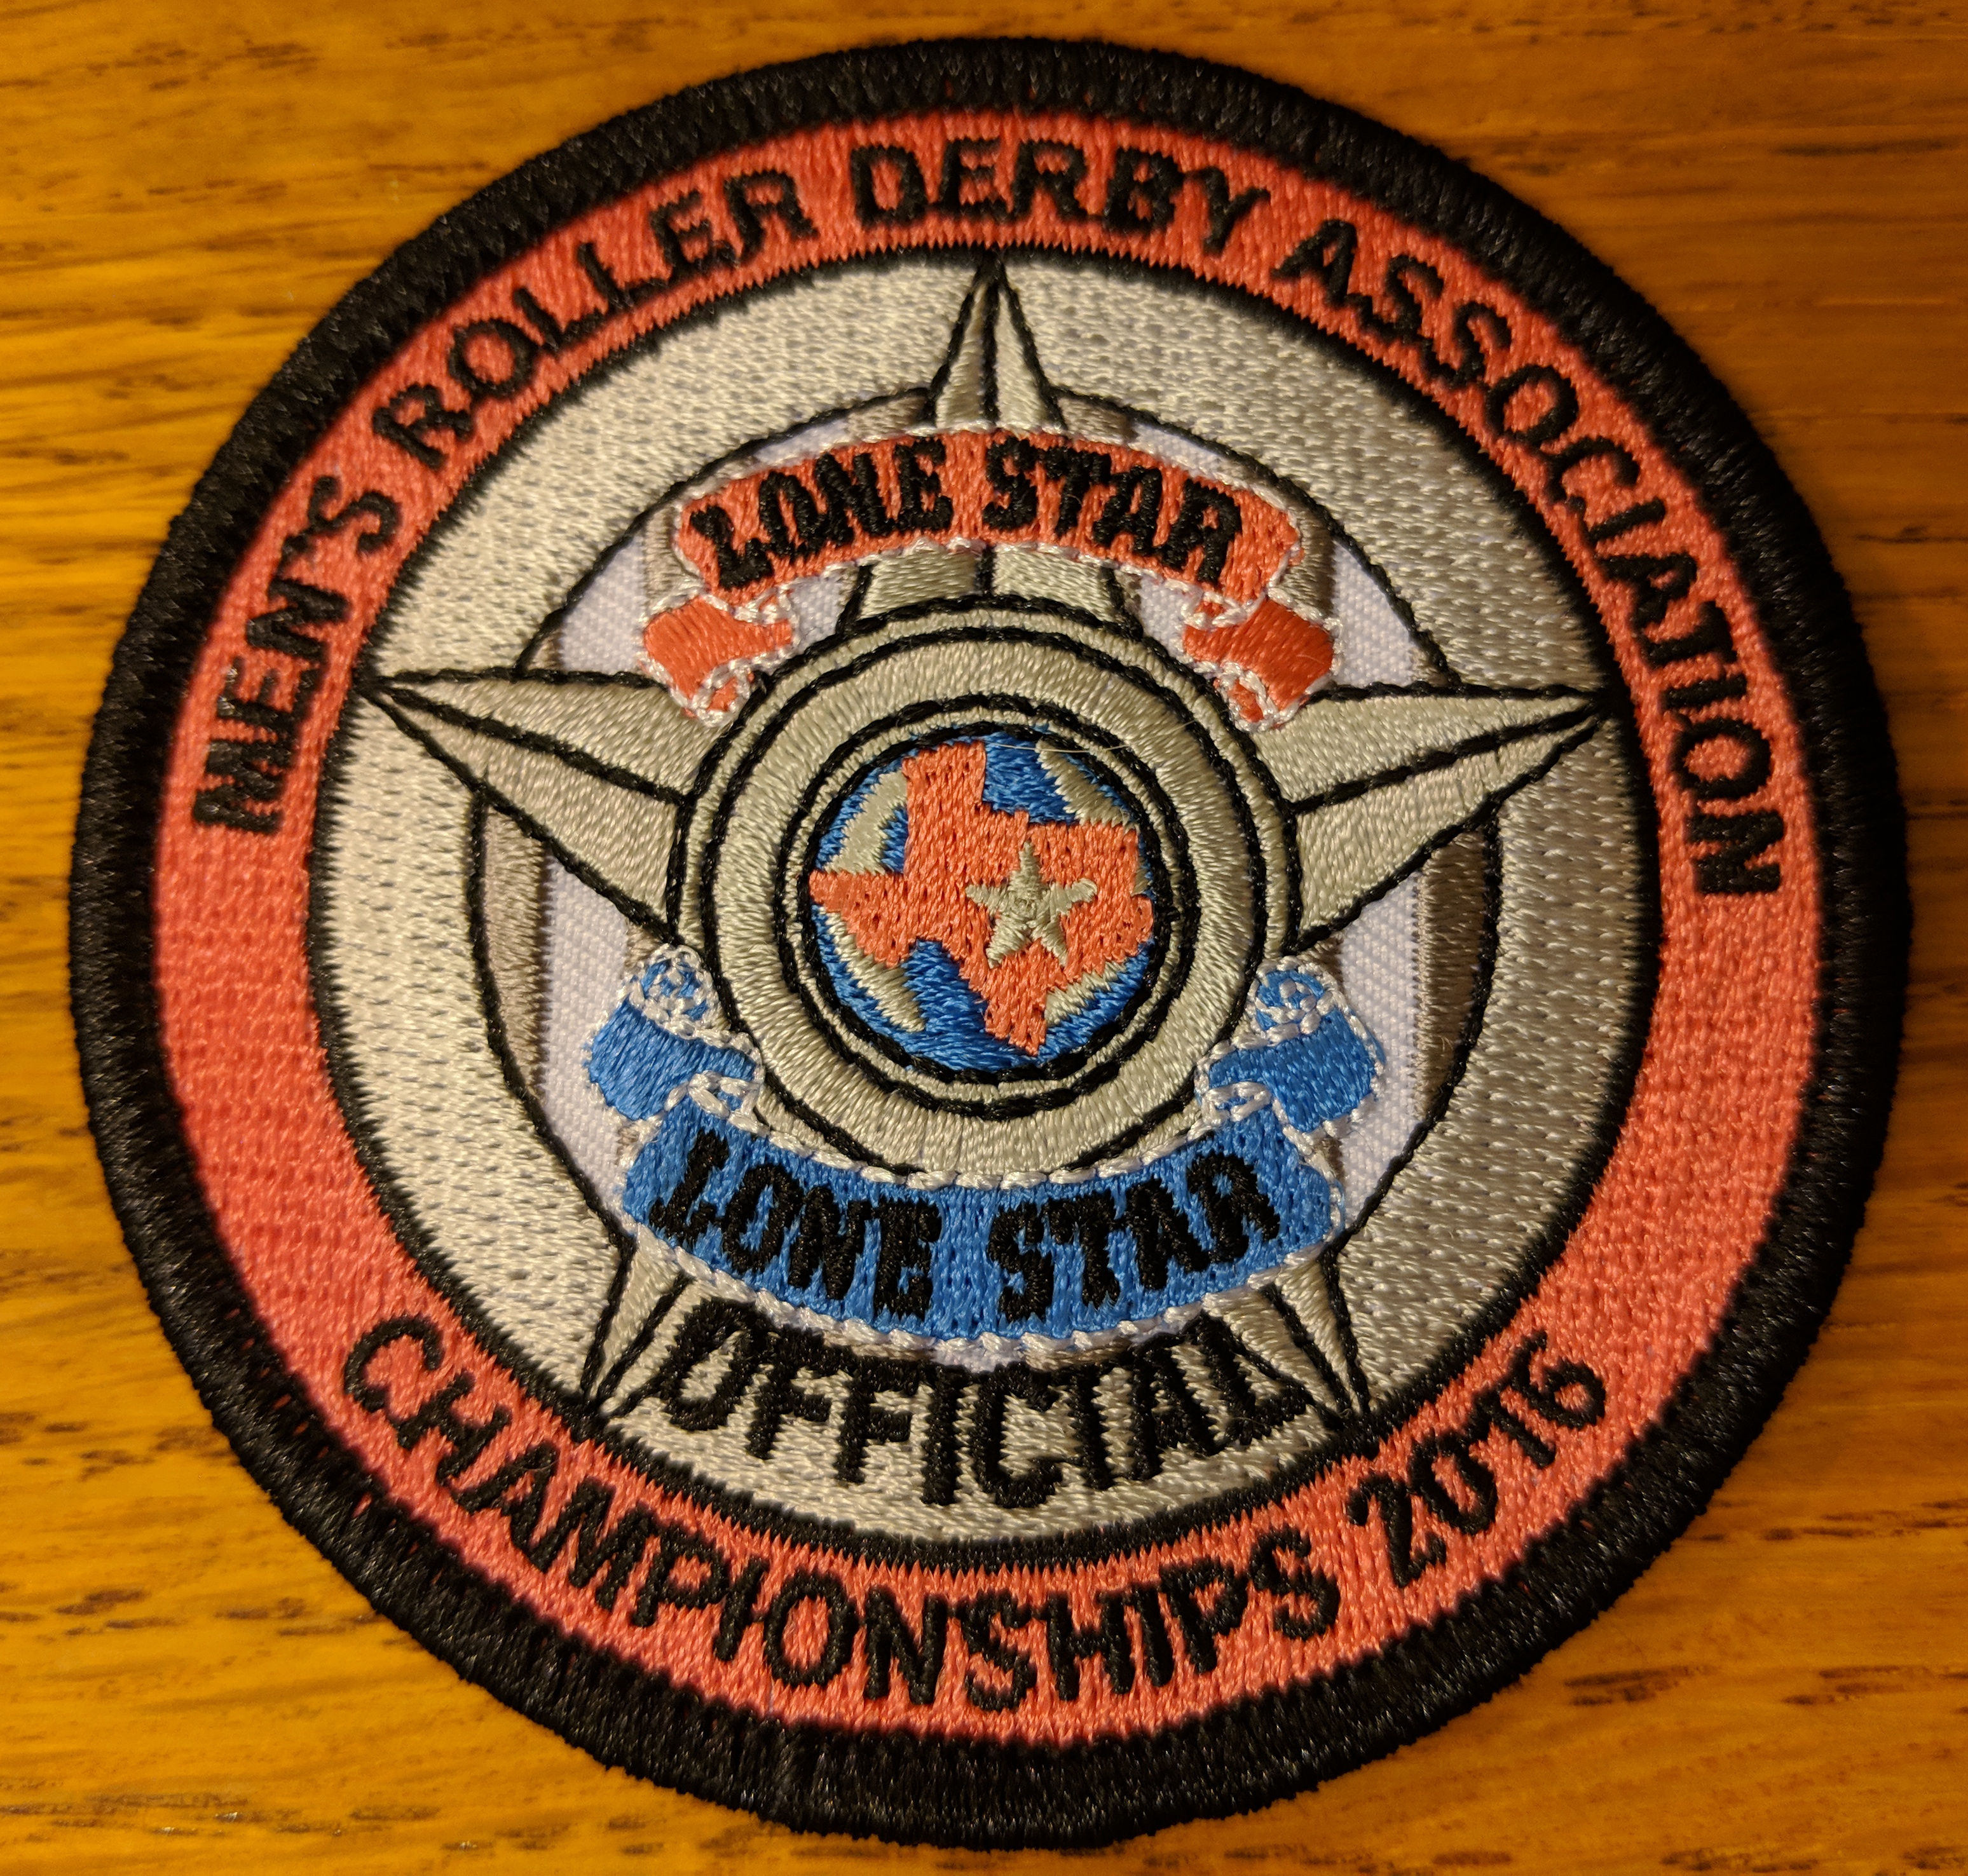 MEN'S ROLLER DERBY ASSOCIATION
LONE STAR
LONE STAR
OFFICIAL
CHAMPIONSHIPS 2016